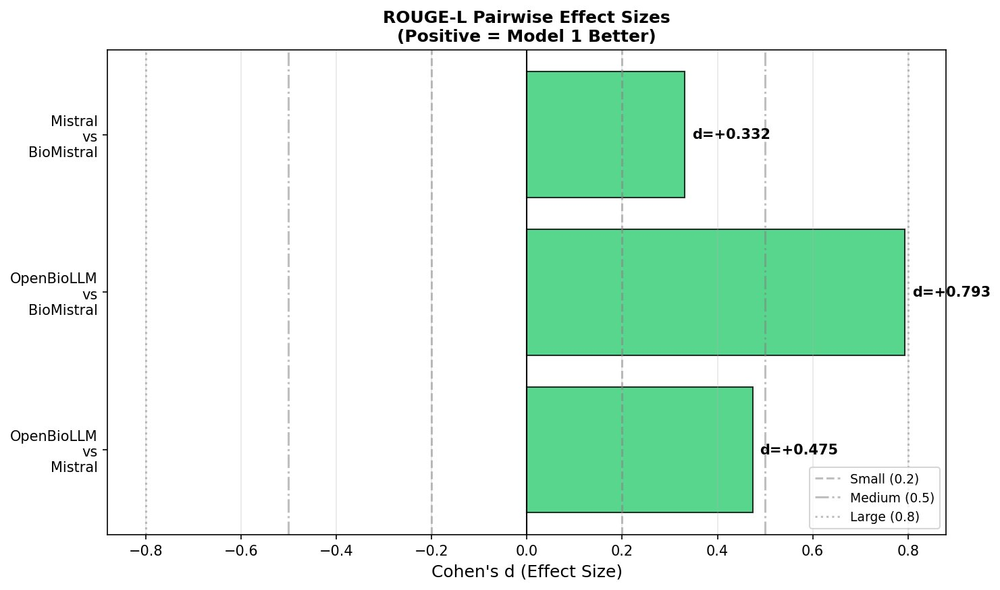 ROUGE-L Pairwise Effect Sizes
(Positive = Model 1 Better)
Mistral
vs
BioMistral
d=+0.332
OpenBioLLM
vs
BioMistral
d=+0.793
OpenBioLLM
vs
Mistral
d=+0.475
Small (0.2)
Medium (0.5)
Large (0.8)
−0.8 −0.6 −0.4 −0.2 0.0 0.2 0.4 0.6 0.8
Cohen's d (Effect Size)